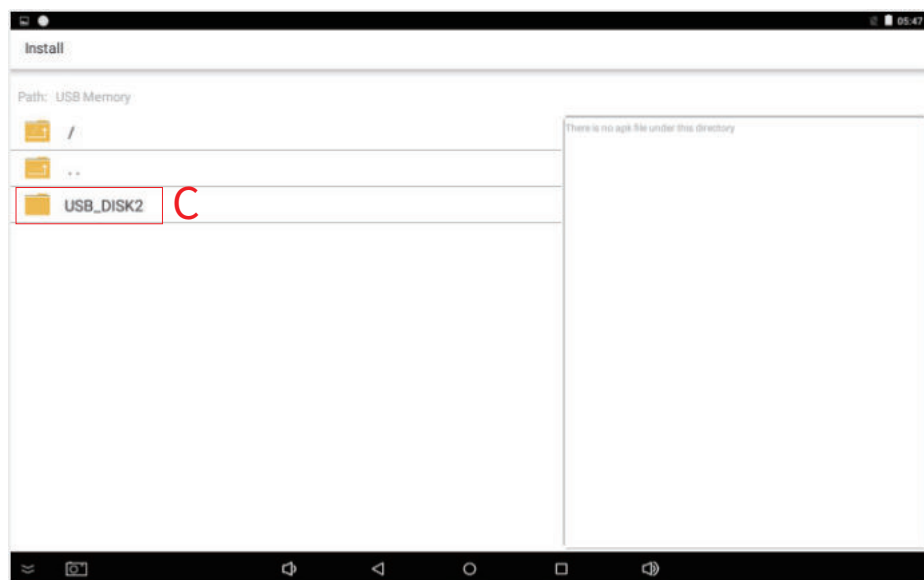 05:47
Install
Path: USB Memory
/
There is no apk file under this directory
..
USB_DISK2
C